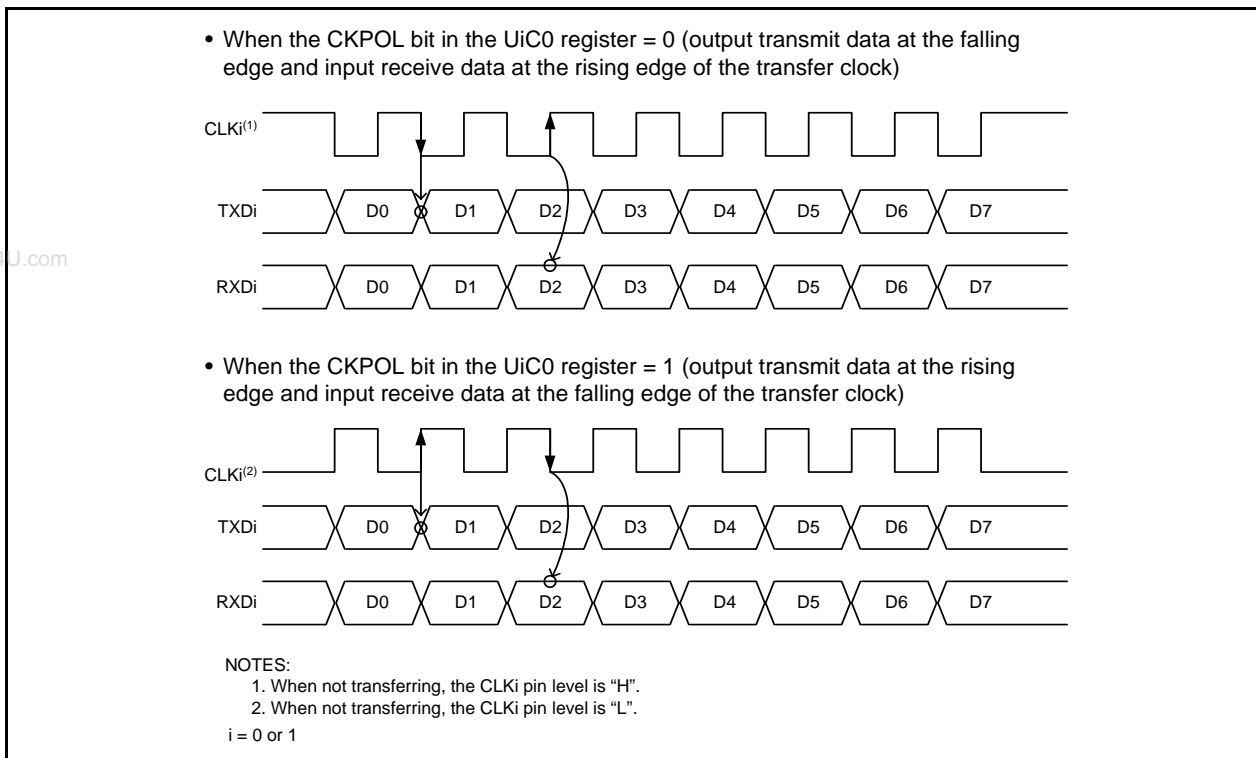 • When the CKPOL bit in the UiC0 register = 0 (output transmit data at the falling
edge and input receive data at the rising edge of the transfer clock)
CLKi(1)
TXDi D0 D1 D2 D3 D4 D5 D6 D7
4U.com
RXDi D0 D1 D2 D3 D4 D5 D6 D7
• When the CKPOL bit in the UiC0 register = 1 (output transmit data at the rising
edge and input receive data at the falling edge of the transfer clock)
CLKi(2)
TXDi D0 D1 D2 D3 D4 D5 D6 D7
RXDi D0 D1 D2 D3 D4 D5 D6 D7
NOTES:
1. When not transferring, the CLKi pin level is “H”.
2. When not transferring, the CLKi pin level is “L”.
i = 0 or 1